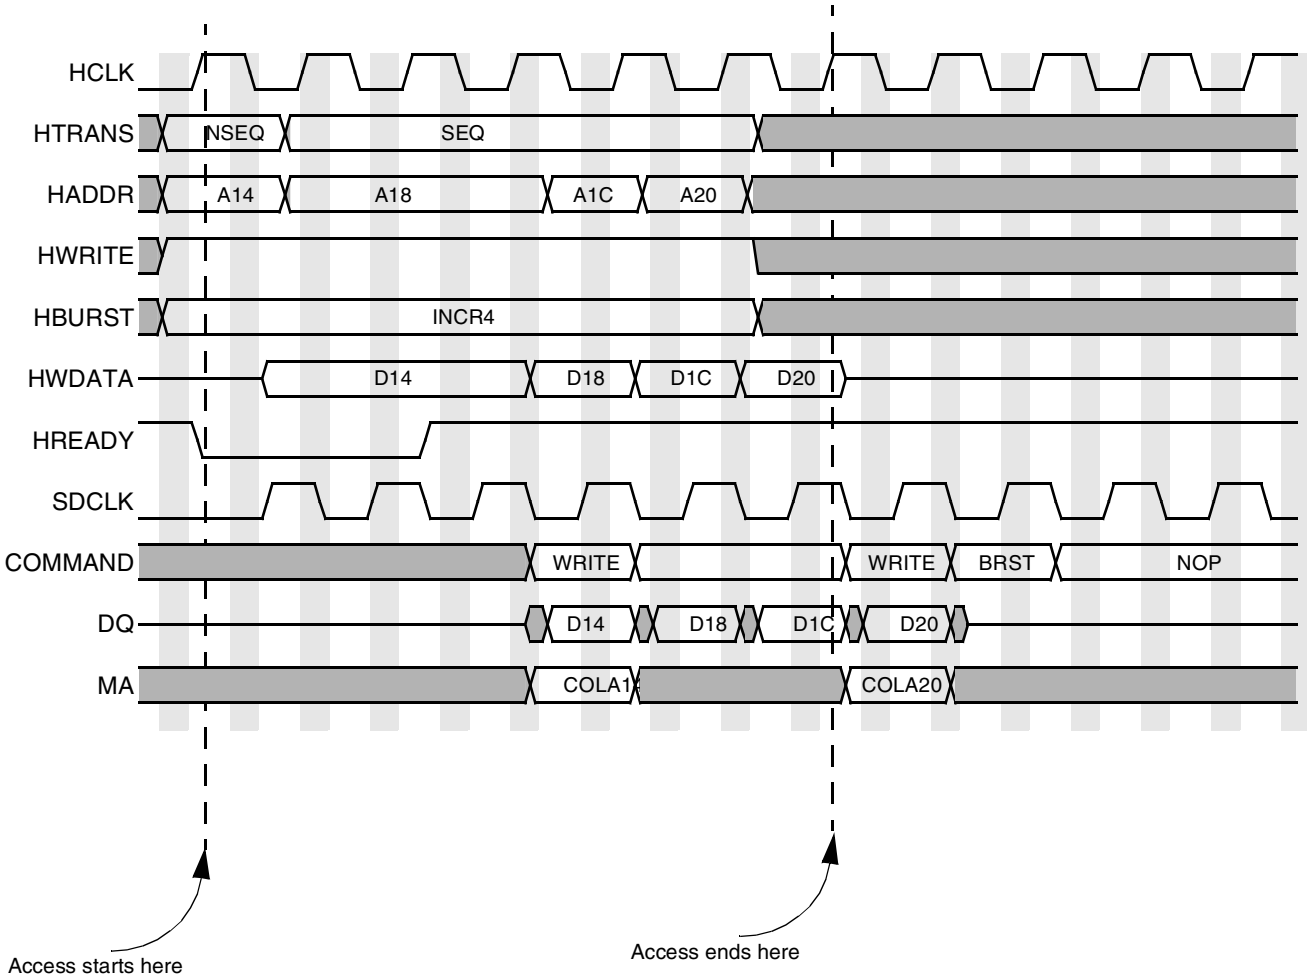 HCLK
HTRANS NSEQ SEQ
HADDR A14 A18 A1C A20
HWRITE
HBURST INCR4
HWDATA D14 D18 D1C D20
HREADY
SDCLK
COMMAND WRITE WRITE BRST NOP
DQ D14 D18 D1C D20
MA COLA14 COLA20
Access starts here
Access ends here